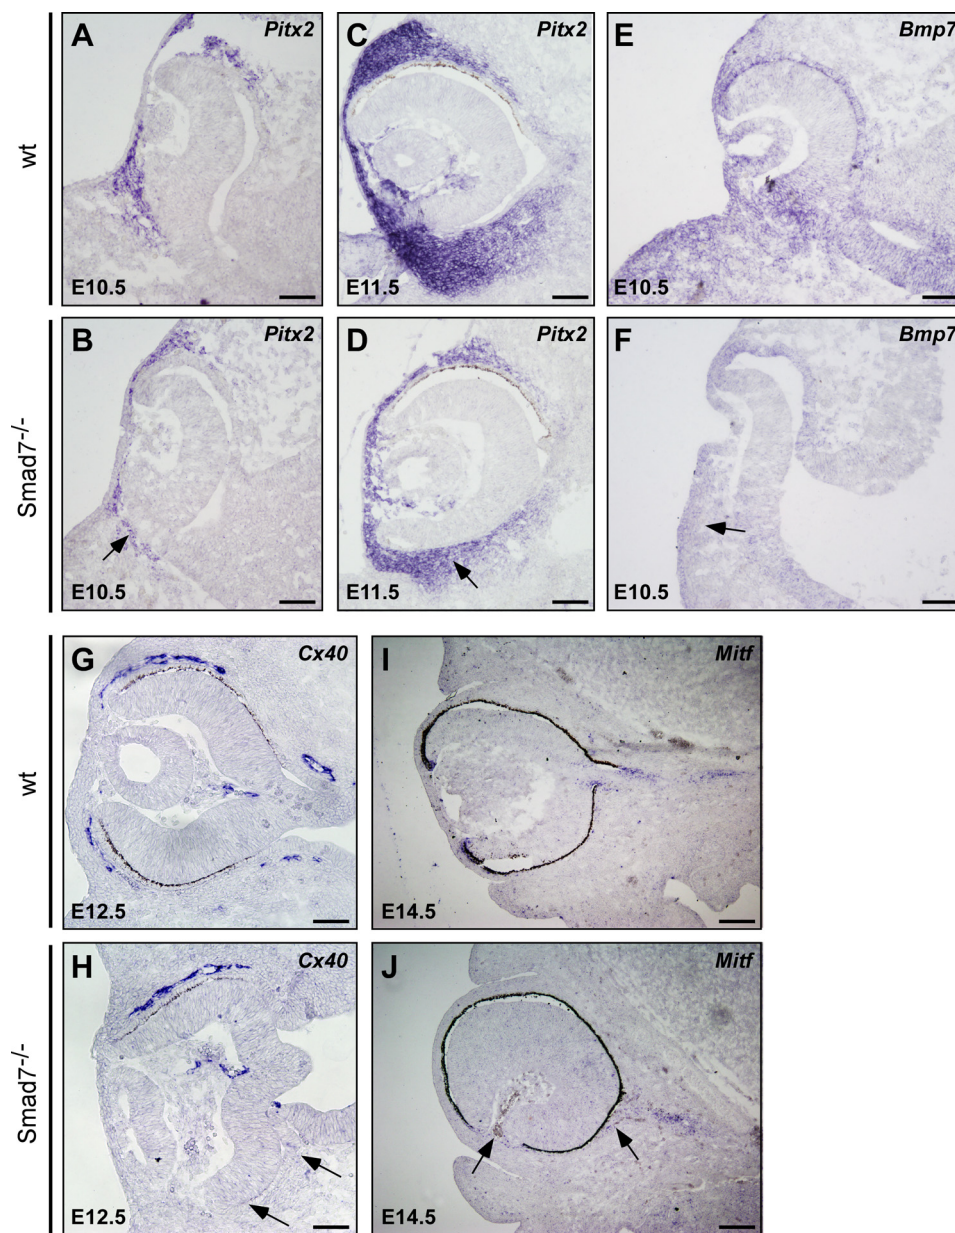 A Pitx2
C Pitx2
E Bmp7
wt
E10.5
E11.5
E10.5
B Pitx2
D Pitx2
F Bmp7
Smad7-/-
E10.5
E11.5
E10.5
G Cx40
I Mitf
wt
E12.5
E14.5
H Cx40
J Mitf
Smad7-/-
E12.5
E14.5